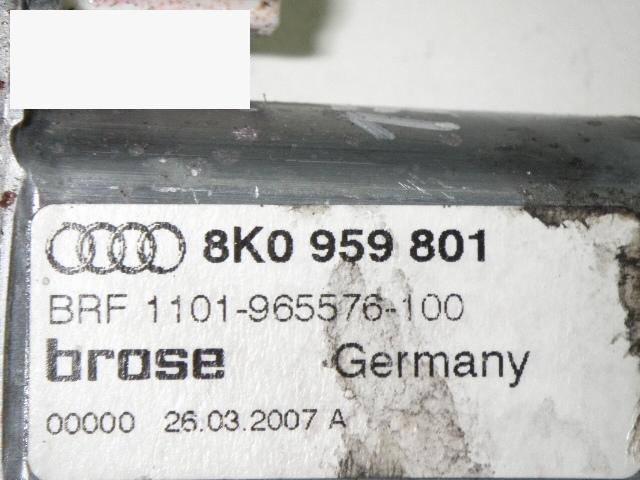 8K0 959 801
BRF 1101-965576-100
brose Germany
00000 26.03.2007 A